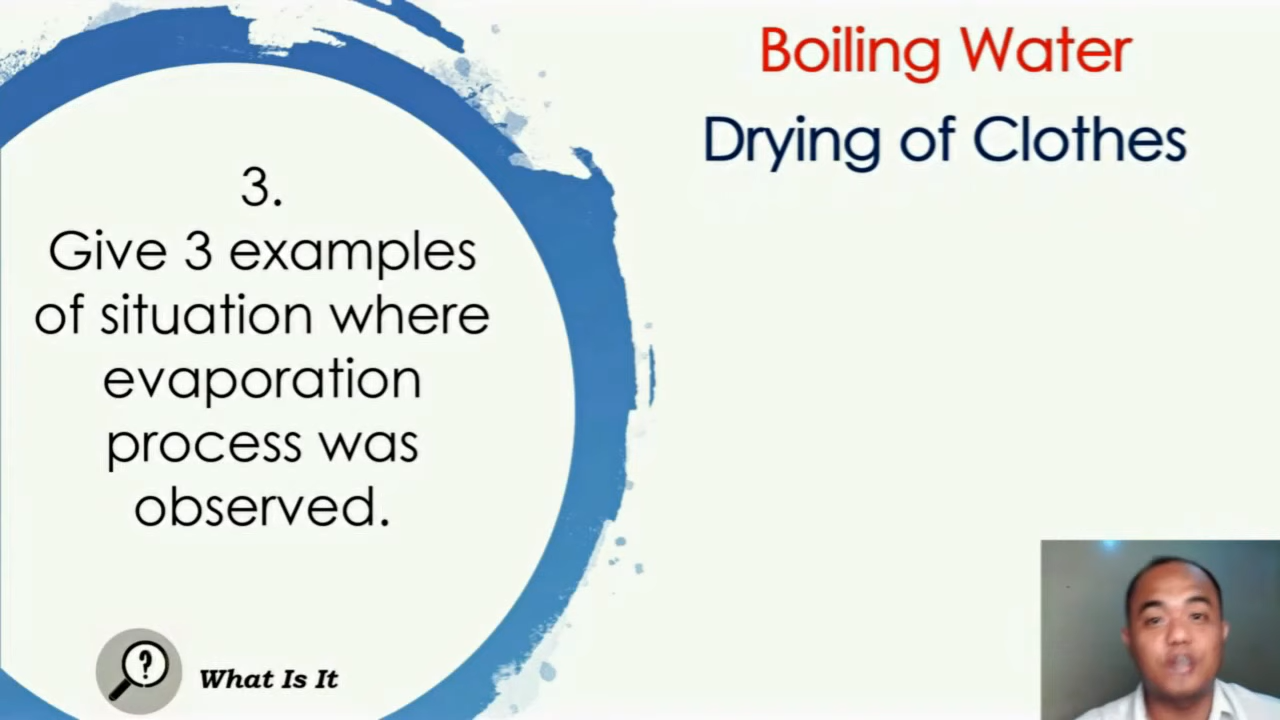 3.
Give 3 examples
of situation where
evaporation
process was
observed.
Boiling Water
Drying of Clothes
?
What Is It